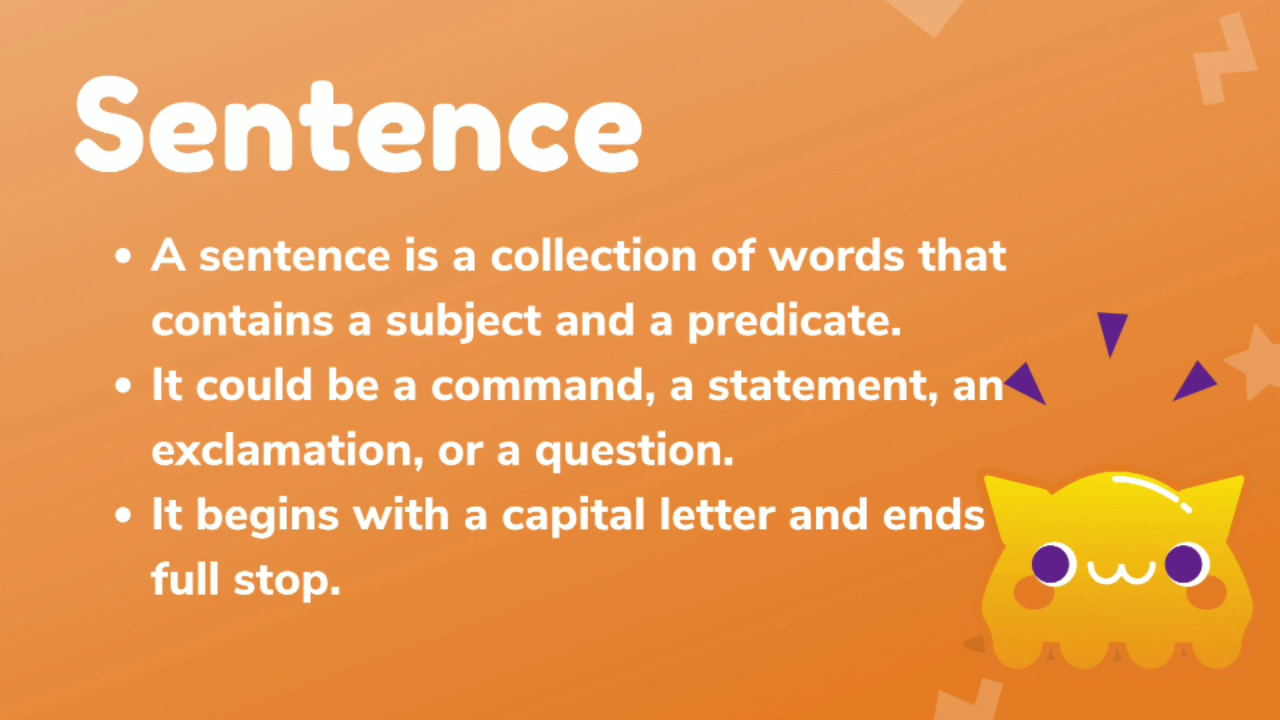 Sentence
• A sentence is a collection of words that
contains a subject and a predicate.
• It could be a command, a statement, an
exclamation, or a question.
• It begins with a capital letter and ends
full stop.